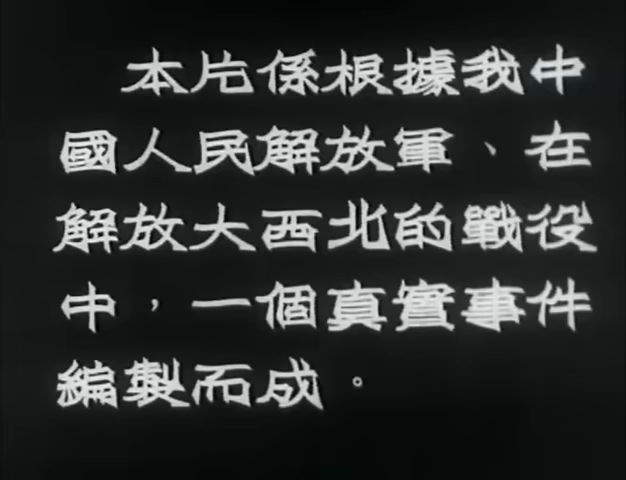 本片係根據我中
國人民解放軍、在
解放大西北的戰役
中，一個真實事件
編製而成。